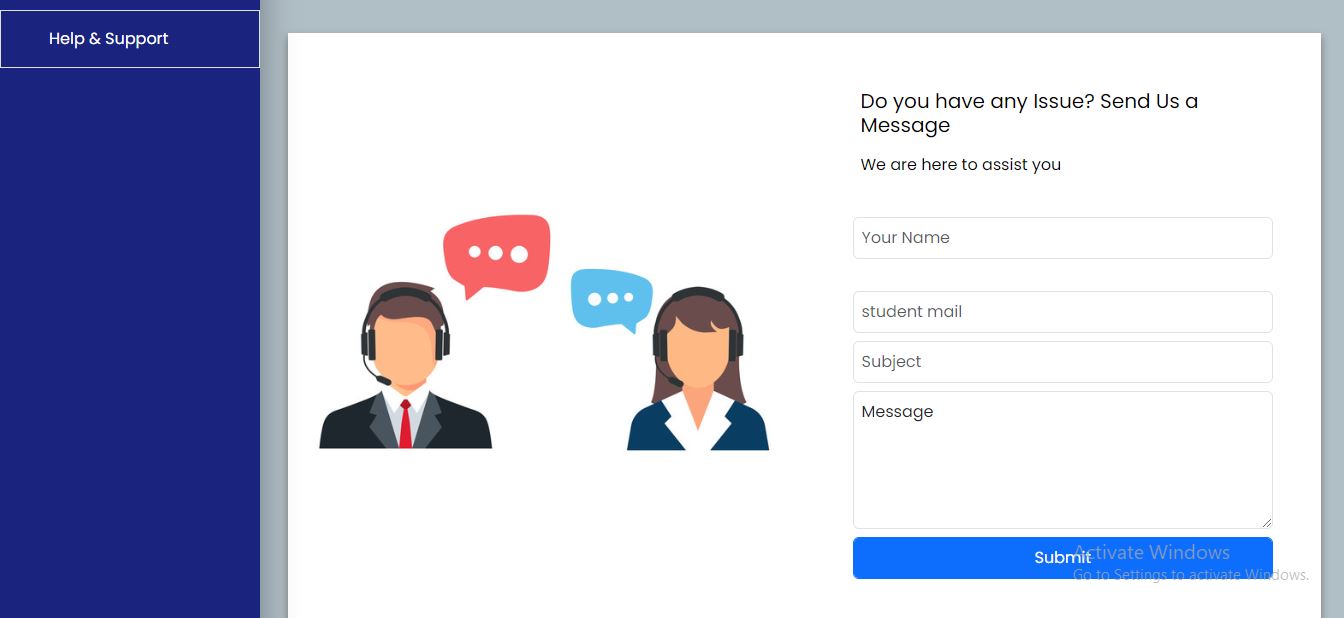 Help & Support
Do you have any Issue? Send Us a
Message
We are here to assist you
Your Name
student mail
Subject
Message
Submit
Activate Windows
Go to Settings to activate Windows.